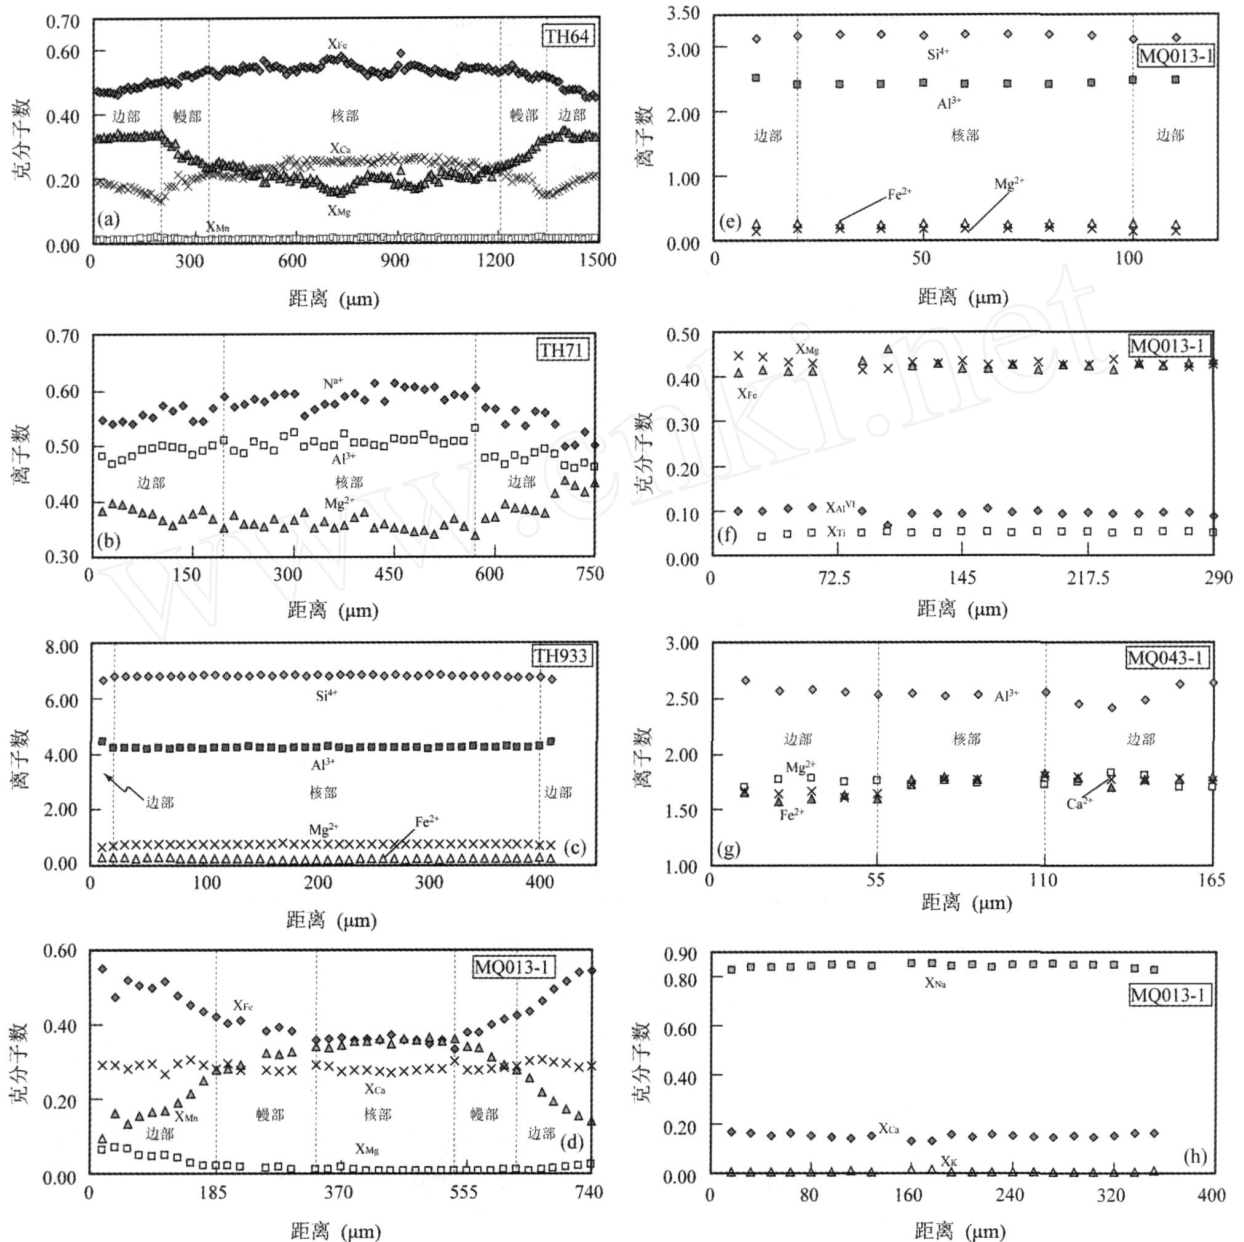 0.70
0.60
0.40
0.20
0.00
克分子数
TH64
XFe
边部
幔部
核部
幔部
边部
XCa
XMg
XMn
(a)
0
300
600
900
1200
1500
距离 (μm)
0.70
0.60
0.50
0.40
0.30
离子数
TH71
Na+
Al3+
边部
核部
边部
Mg2+
(b)
0
150
300
450
600
750
距离 (μm)
8.00
6.00
4.00
2.00
0.00
离子数
TH933
Si4+
Al3+
边部
核部
边部
Mg2+
Fe2+
(c)
0
100
200
300
400
距离 (μm)
0.60
0.40
0.20
0.00
克分子数
MQ013-1
XFe
XCa
XMn
边部
幔部
核部
幔部
边部
XMg
(d)
0
185
370
555
740
距离 (μm)
3.50
3.00
2.00
1.00
0.00
离子数
MQ013-1
Si4+
Al3+
边部
核部
边部
Fe2+
Mg2+
(e)
0
50
100
距离 (μm)
0.50
0.40
0.30
0.20
0.10
0.00
克分子数
MQ013-1
XMg
XFe
XAlVI
XTi
(f)
0
72.5
145
217.5
290
距离 (μm)
3.00
2.50
2.00
1.50
1.00
离子数
MQ043-1
Al3+
边部
核部
边部
Mg2+
Fe2+
Ca2+
(g)
0
55
110
165
距离 (μm)
0.90
0.80
0.60
0.40
0.20
0.00
克分子数
MQ013-1
XNa
XCa
XK
(h)
0
80
160
240
320
400
距离 (μm)
www.cnki.net